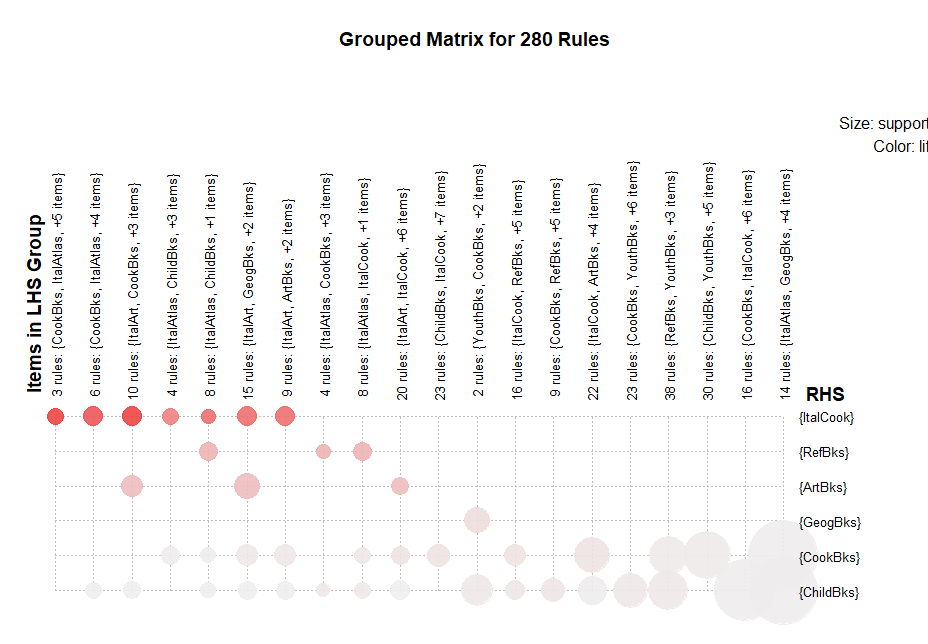 Grouped Matrix for 280 Rules
Size: support
Color: lif
Items in LHS Group
3 rules: {CookBks, ItalAtlas, +5 items}
6 rules: {CookBks, ItalAtlas, +4 items}
10 rules: {ItalArt, CookBks, +3 items}
4 rules: {ItalAtlas, ChildBks, +3 items}
8 rules: {ItalAtlas, ChildBks, +1 items}
15 rules: {ItalArt, GeogBks, +2 items}
9 rules: {ItalArt, ArtBks, +2 items}
4 rules: {ItalAtlas, CookBks, +3 items}
8 rules: {ItalAtlas, ItalCook, +1 items}
20 rules: {ItalArt, ItalCook, +6 items}
23 rules: {ChildBks, ItalCook, +7 items}
2 rules: {YouthBks, CookBks, +2 items}
16 rules: {ItalCook, RefBks, +5 items}
9 rules: {CookBks, RefBks, +5 items}
22 rules: {ItalCook, ArtBks, +4 items}
23 rules: {CookBks, YouthBks, +6 items}
38 rules: {RefBks, YouthBks, +3 items}
30 rules: {ChildBks, YouthBks, +5 items}
16 rules: {CookBks, ItalCook, +6 items}
14 rules: {ItalAtlas, GeogBks, +4 items}
RHS
{ItalCook}
{RefBks}
{ArtBks}
{GeogBks}
{CookBks}
{ChildBks}